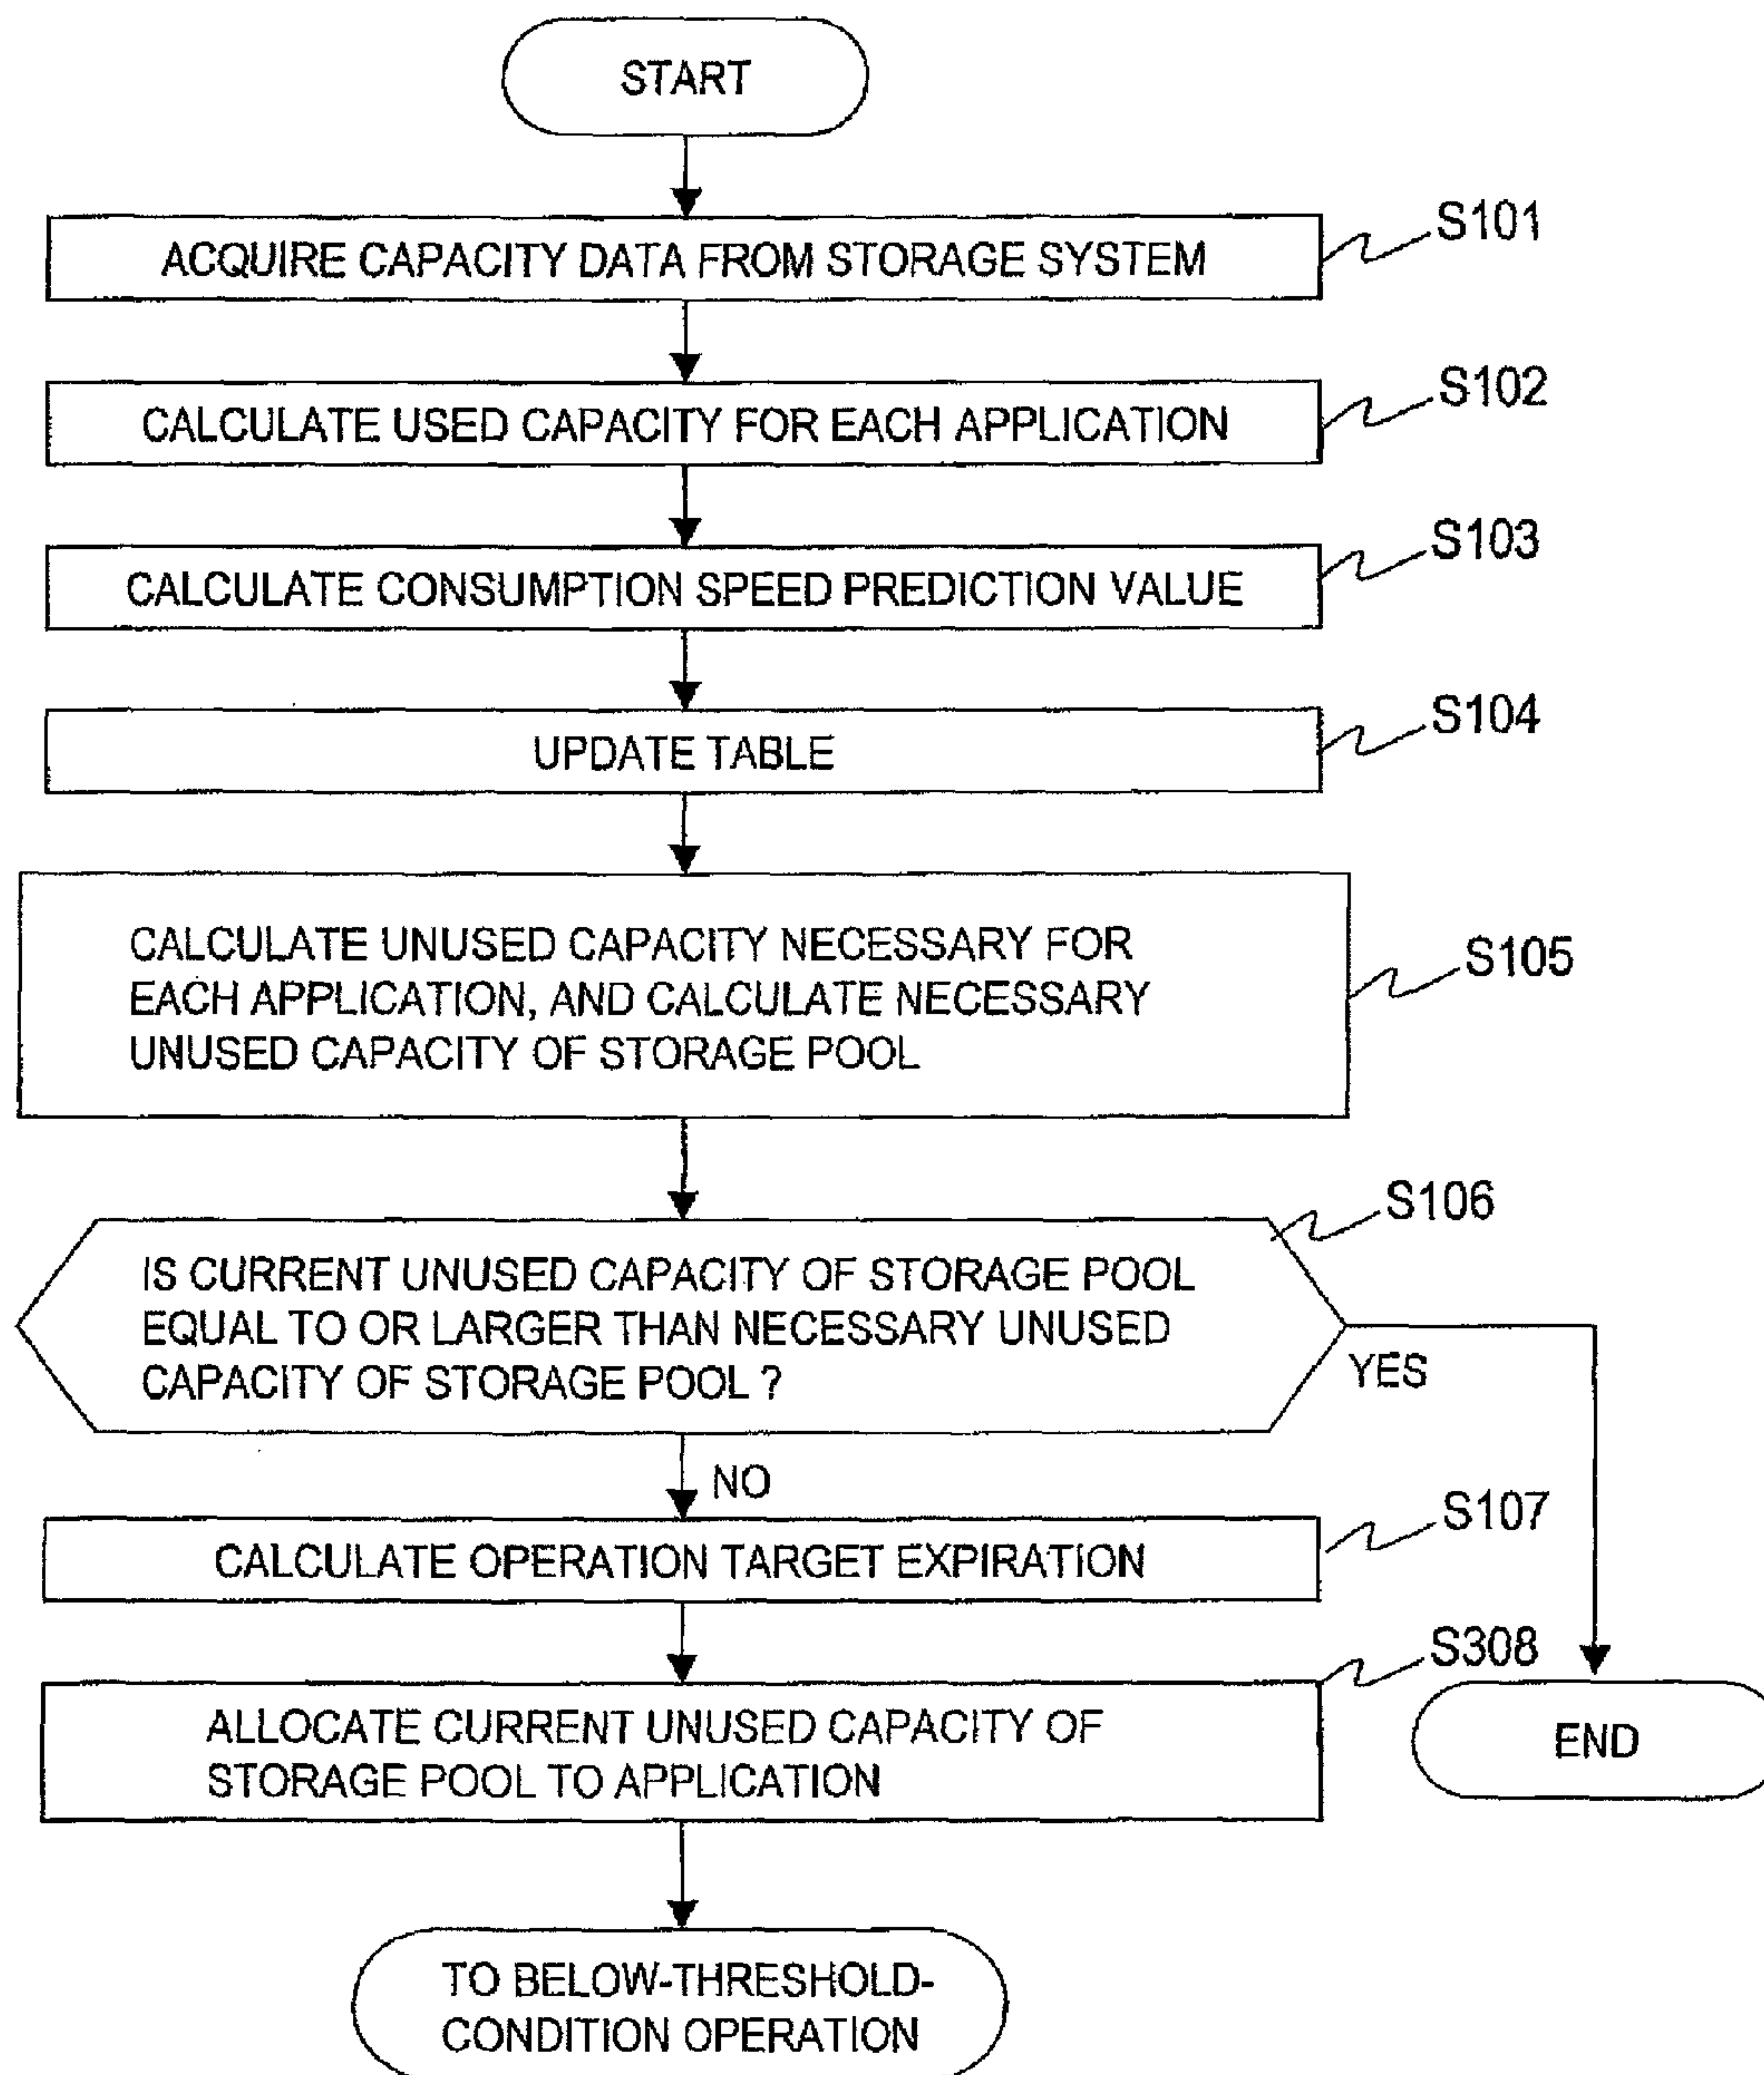 START
ACQUIRE CAPACITY DATA FROM STORAGE SYSTEM
S101
CALCULATE USED CAPACITY FOR EACH APPLICATION
S102
CALCULATE CONSUMPTION SPEED PREDICTION VALUE
S103
UPDATE TABLE
S104
CALCULATE UNUSED CAPACITY NECESSARY FOR
EACH APPLICATION, AND CALCULATE NECESSARY
UNUSED CAPACITY OF STORAGE POOL
S105
IS CURRENT UNUSED CAPACITY OF STORAGE POOL
EQUAL TO OR LARGER THAN NECESSARY UNUSED
CAPACITY OF STORAGE POOL ?
S106
YES
NO
CALCULATE OPERATION TARGET EXPIRATION
S107
ALLOCATE CURRENT UNUSED CAPACITY OF
STORAGE POOL TO APPLICATION
S308
END
TO BELOW-THRESHOLD-
CONDITION OPERATION